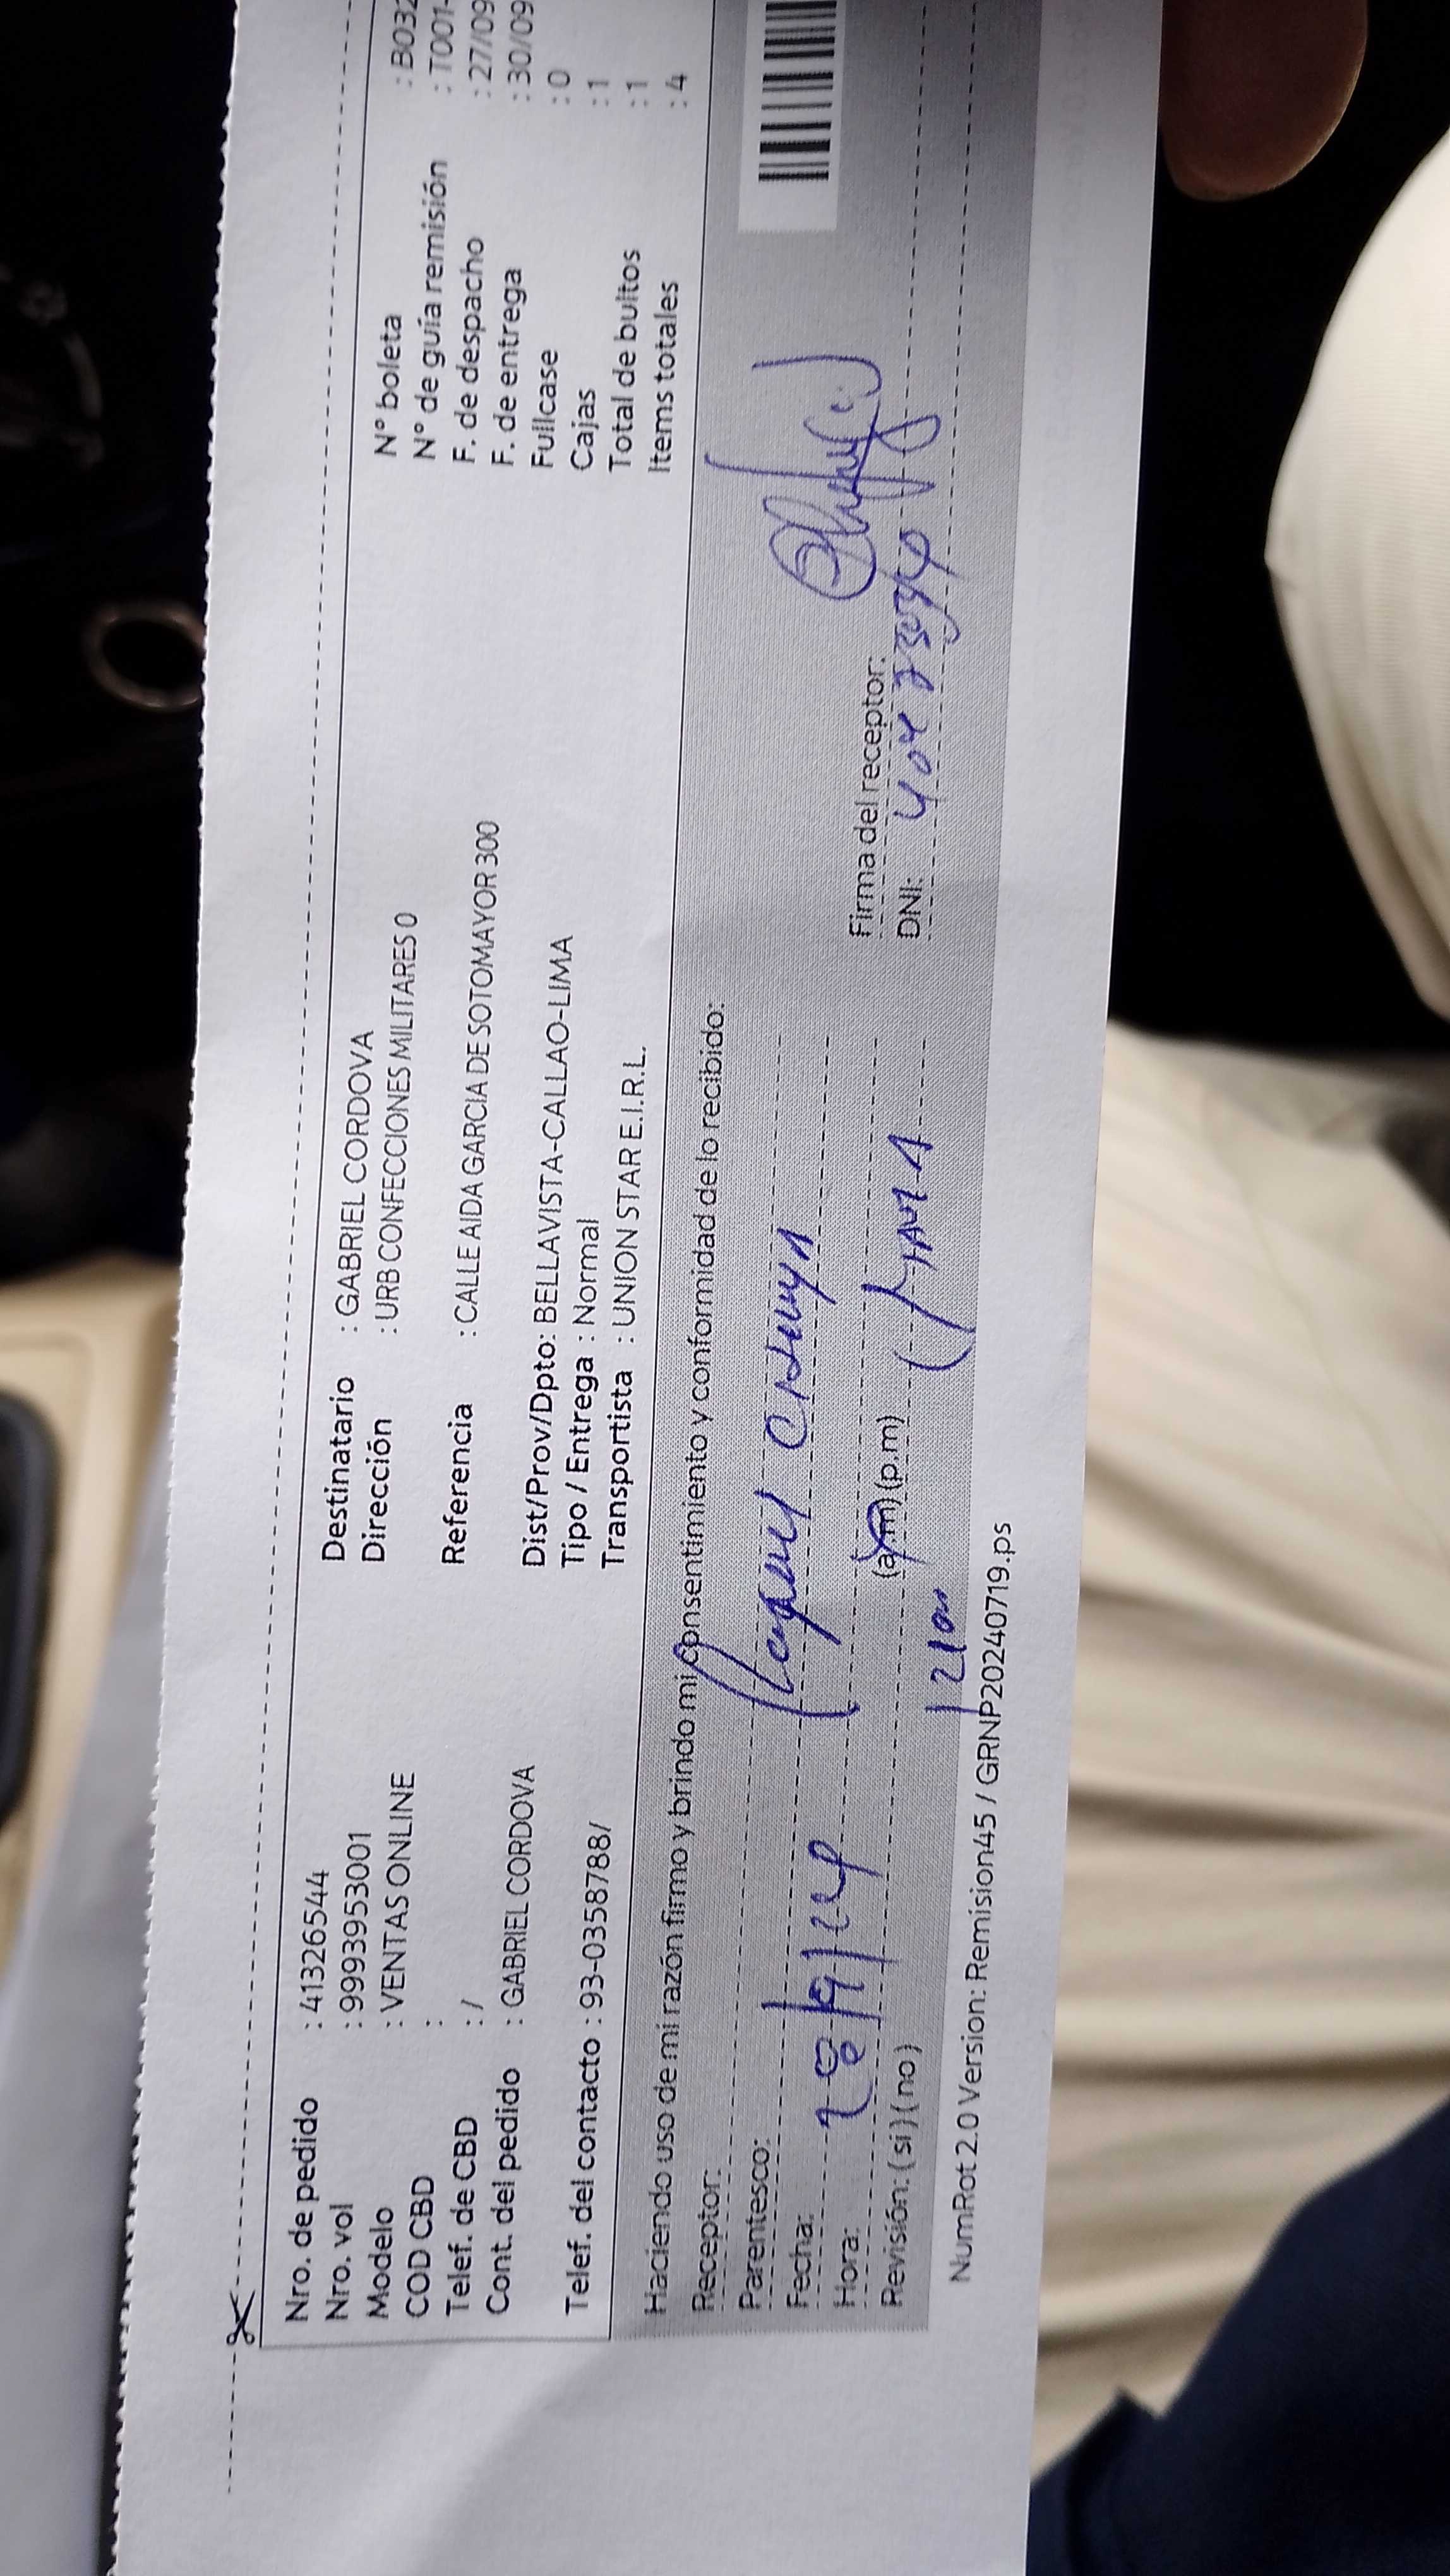 Nro. de pedido : 41326544
Nro. vol : 9993953001
Modelo : VENTAS ONLINE
COD CBD :
Telef. de CBD : /
Cont. del pedido : GABRIEL CORDOVA
Telef. del contacto : 93-0358788/
Destinatario : GABRIEL CORDOVA
Dirección : URB CONFECCIONES MILITARES 0
Referencia : CALLE AIDA GARCIA DE SOTOMAYOR 300
Dist/Prov/Dpto: BELLAVISTA-CALLAO-LIMA
Tipo / Entrega : Normal
Transportista : UNION STAR E.I.R.L.
N° boleta : B032
N° de guía remisión : T001-
F. de despacho : 27/09
F. de entrega : 30/09
Fullcase : 0
Cajas : 1
Total de bultos : 1
Items totales : 4
Haciendo uso de mi razón firmo y brindo mi consentimiento y conformidad de lo recibido:
Receptor:
Parentesco:
Fecha: 28/9/24
Hora: (a.m) (p.m)
Revisión: ( si ) ( no )
Firma del receptor:
DNI:
NumRot 2.0 Version: Remision45 / GRNP20240719.ps